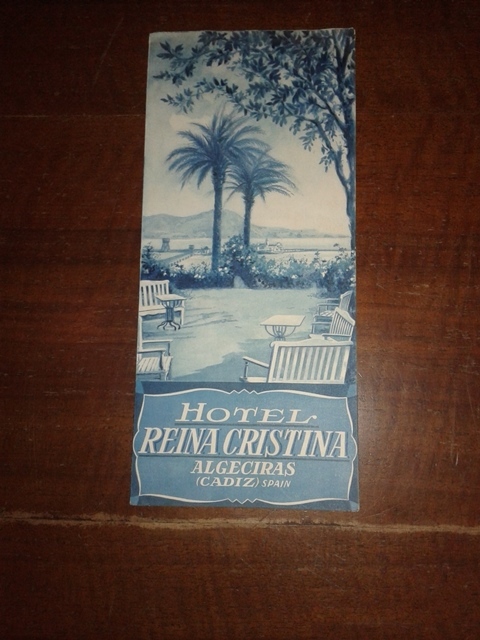 HOTEL
REINA CRISTINA
ALGECIRAS
(CADIZ) SPAIN